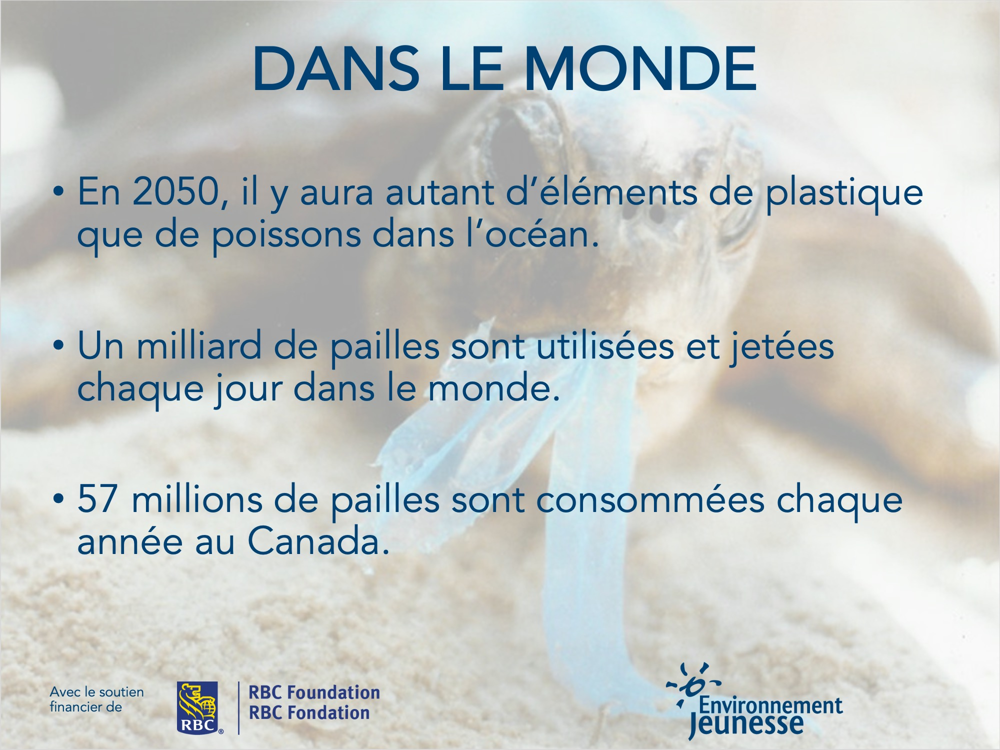 DANS LE MONDE
• En 2050, il y aura autant d’éléments de plastique
que de poissons dans l’océan.
• Un milliard de pailles sont utilisées et jetées
chaque jour dans le monde.
• 57 millions de pailles sont consommées chaque
année au Canada.
Avec le soutien
financier de
RBC®
RBC Foundation
RBC Fondation
Environnement
Jeunesse